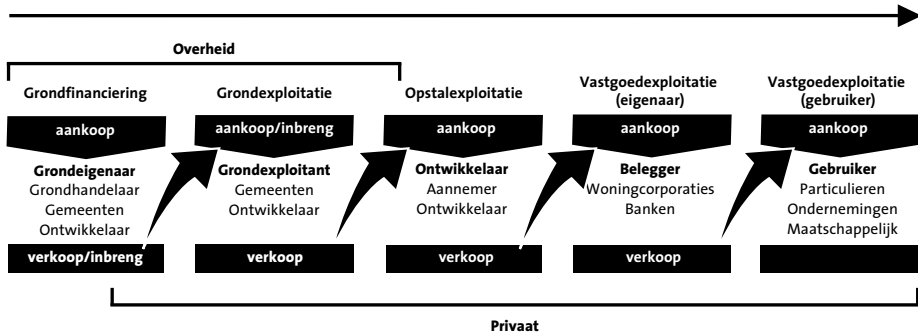 Overheid
Grondfinanciering
aankoop
Grondeigenaar
Grondhandelaar
Gemeenten
Ontwikkelaar
verkoop/inbreng
Grondexploitatie
aankoop/inbreng
Grondexploitant
Gemeenten
Ontwikkelaar
verkoop
Opstalexploitatie
aankoop
Ontwikkelaar
Aannemer
Ontwikkelaar
verkoop
Vastgoedexploitatie
(eigenaar)
aankoop
Belegger
Woningcorporaties
Banken
verkoop
Vastgoedexploitatie
(gebruiker)
aankoop
Gebruiker
Particulieren
Ondernemingen
Maatschappelijk
Privaat